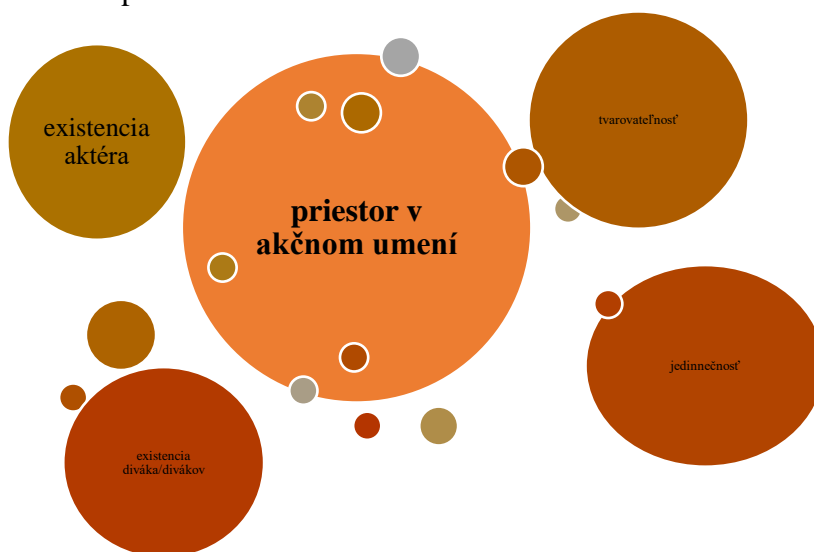 existencia
aktéra
tvarovateľnosť
priestor v
akčnom umení
jedinnečnosť
existencia
diváka/divákov